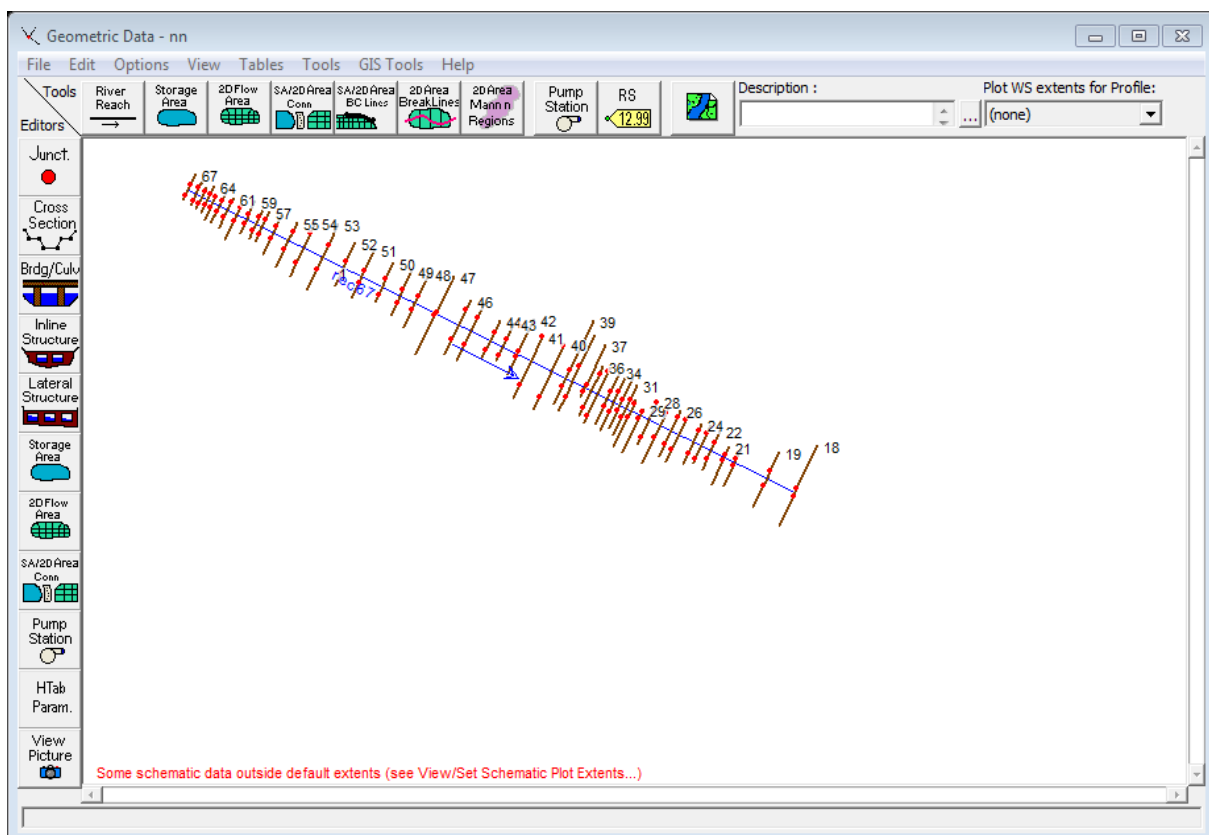 Geometric Data - nn
File Edit Options View Tables Tools GIS Tools Help
Tools
Editors
River Reach
Storage Area
2D Flow Area
SA/2D Area Conn
SA/2D Area BC Lines
2D Area BreakLines
2D Area Mann n Regions
Pump Station
RS
12.99
Description :
...
Plot WS extents for Profile:
(none)
Junct.
Cross Section
Brdg/Culv
Inline Structure
Lateral Structure
Storage Area
2D Flow Area
SA/2D Area Conn
Pump Station
HTab Param.
View Picture
67
64
61
59
57
55
54
53
52
51
50
49
48
47
46
44
43
42
41
40
39
37
36
34
31
29
28
26
24
22
21
19
18
Some schematic data outside default extents (see View/Set Schematic Plot Extents...)